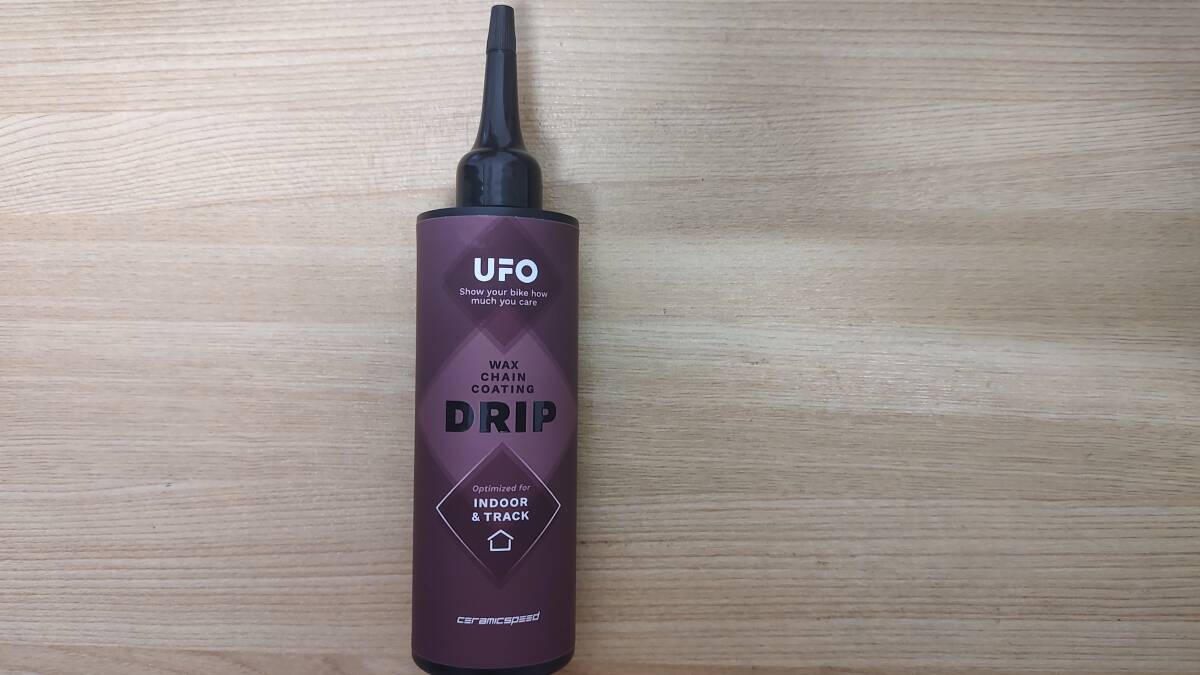 UFO
Show your bike how
much you care
WAX
CHAIN
COATING
DRIP
Optimized for
INDOOR
& TRACK
ceramicspeed